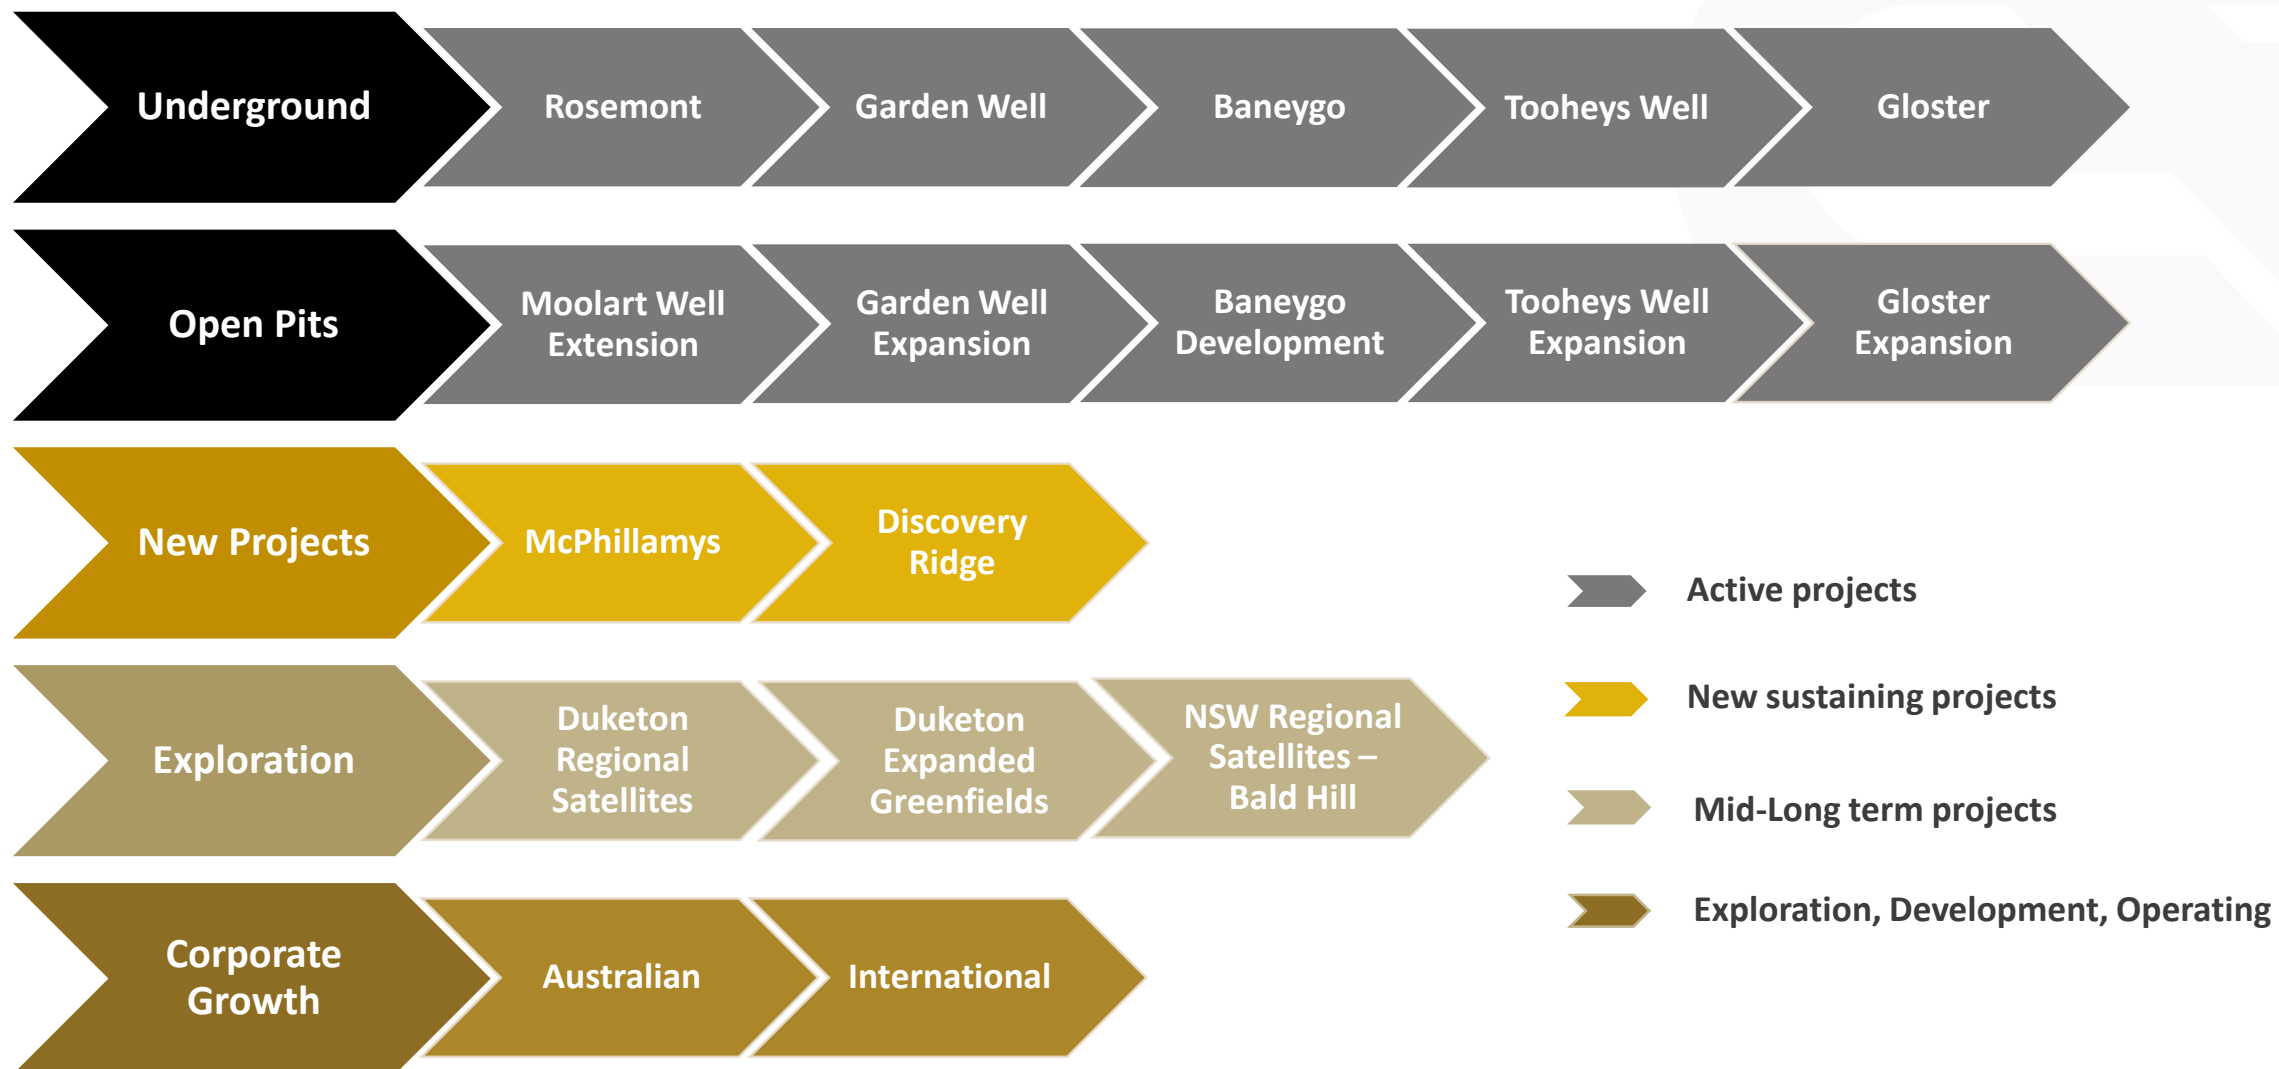 Underground
Rosemont
Garden Well
Baneygo
Tooheys Well
Gloster
Open Pits
Moolart Well
Extension
Garden Well
Expansion
Baneygo
Development
Tooheys Well
Expansion
Gloster
Expansion
New Projects
McPhillamys
Discovery
Ridge
Exploration
Duketon
Regional
Satellites
Duketon
Expanded
Greenfields
NSW Regional
Satellites –
Bald Hill
Corporate
Growth
Australian
International
Active projects
New sustaining projects
Mid-Long term projects
Exploration, Development, Operating